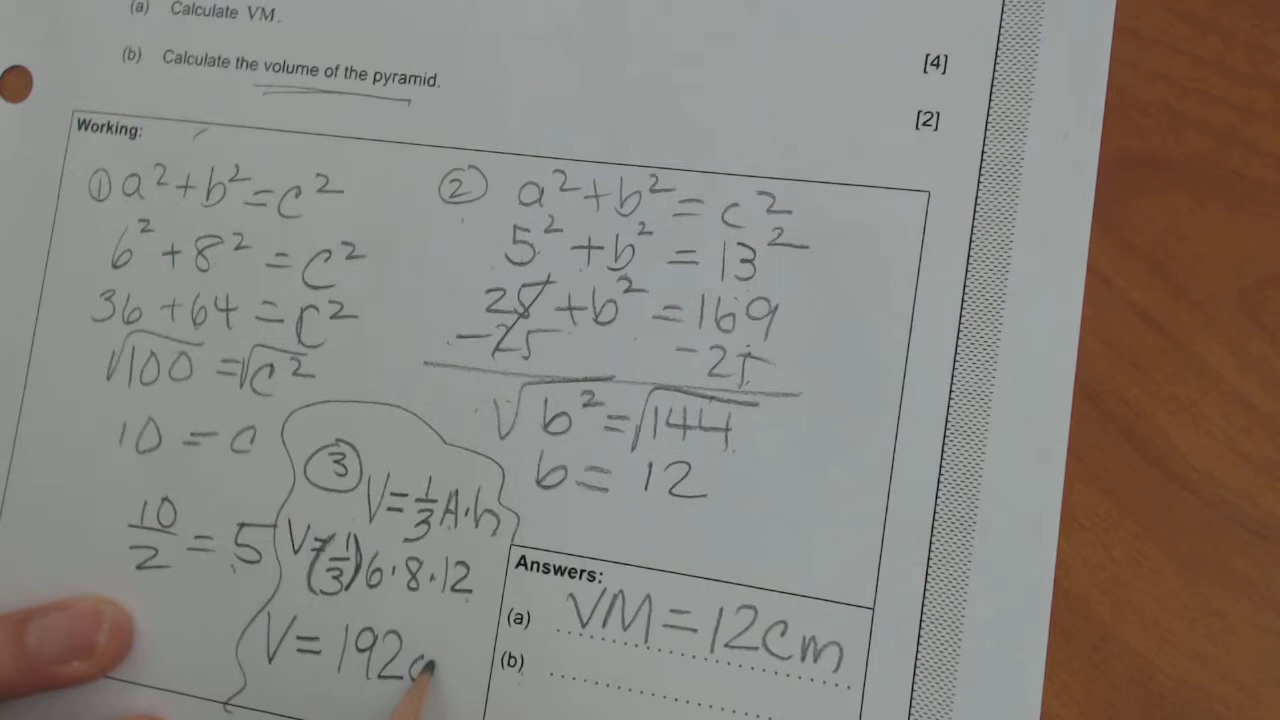 (a) Calculate VM.
[4]
(b) Calculate the volume of the pyramid.
[2]
Working:
① a² + b² = c²
6² + 8² = c²
36 + 64 = c²
√100 = √c²
10 = c
10/2 = 5
② a² + b² = c²
5² + b² = 13²
25 + b² = 169
-25 -25
√b² = √144
b = 12
③ V = 1/3 A·h
V = (1/3) 6·8·12
V = 192c
Answers:
(a) VM = 12cm
(b)